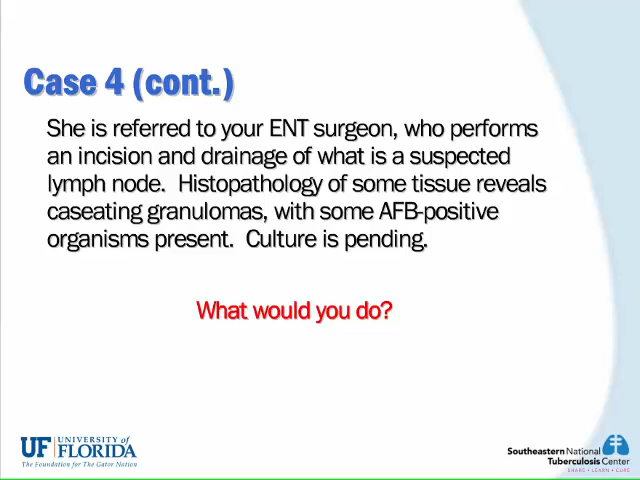 Case 4 (cont.)
She is referred to your ENT surgeon, who performs
an incision and drainage of what is a suspected
lymph node.  Histopathology of some tissue reveals
caseating granulomas, with some AFB-positive
organisms present.  Culture is pending.
What would you do?
UF UNIVERSITY of FLORIDA
The Foundation for The Gator Nation
Southeastern National
Tuberculosis Center
SHARE • LEARN • CURE